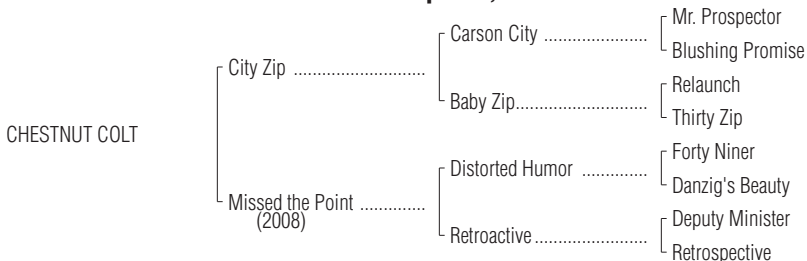 Mr. Prospector
Carson City ......................
Blushing Promise
City Zip ............................
Relaunch
Baby Zip............................
Thirty Zip
CHESTNUT COLT
Forty Niner
Distorted Humor ..............
Danzig's Beauty
Missed the Point ..............
(2008)
Deputy Minister
Retroactive........................
Retrospective